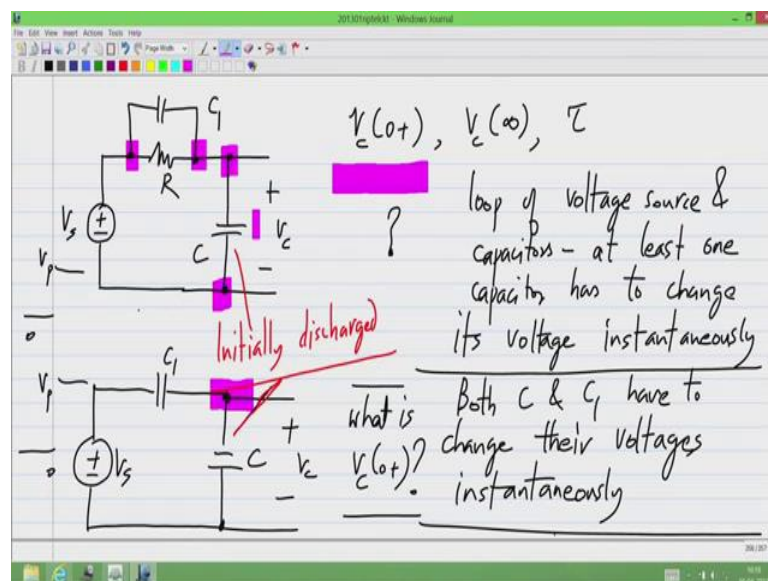 201301nptel.ckt - Windows Journal
File Edit View Insert Actions Tools Help
Page Width
C1
R
Vs
Vp
0
C
+
Vc
-
Vc(0+), Vc(∞), τ
?
loop of voltage source &
capacitors - at least one
capacitor has to change
its voltage instantaneously
Initially discharged
Vp
0
C1
Vs
C
+
Vc
-
what is
Vc(0+)?
Both C & C1 have to
change their voltages
instantaneously